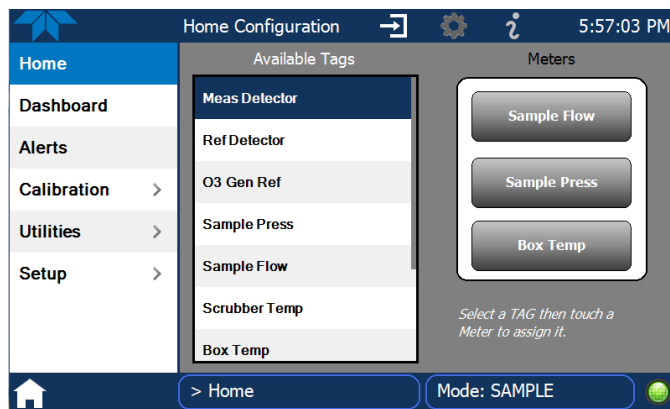 Home Configuration
5:57:03 PM
Home
Dashboard
Alerts
Calibration
Utilities
Setup
Available Tags
Meas Detector
Ref Detector
O3 Gen Ref
Sample Press
Sample Flow
Scrubber Temp
Box Temp
Meters
Sample Flow
Sample Press
Box Temp
Select a TAG then touch a
Meter to assign it.
> Home
Mode: SAMPLE